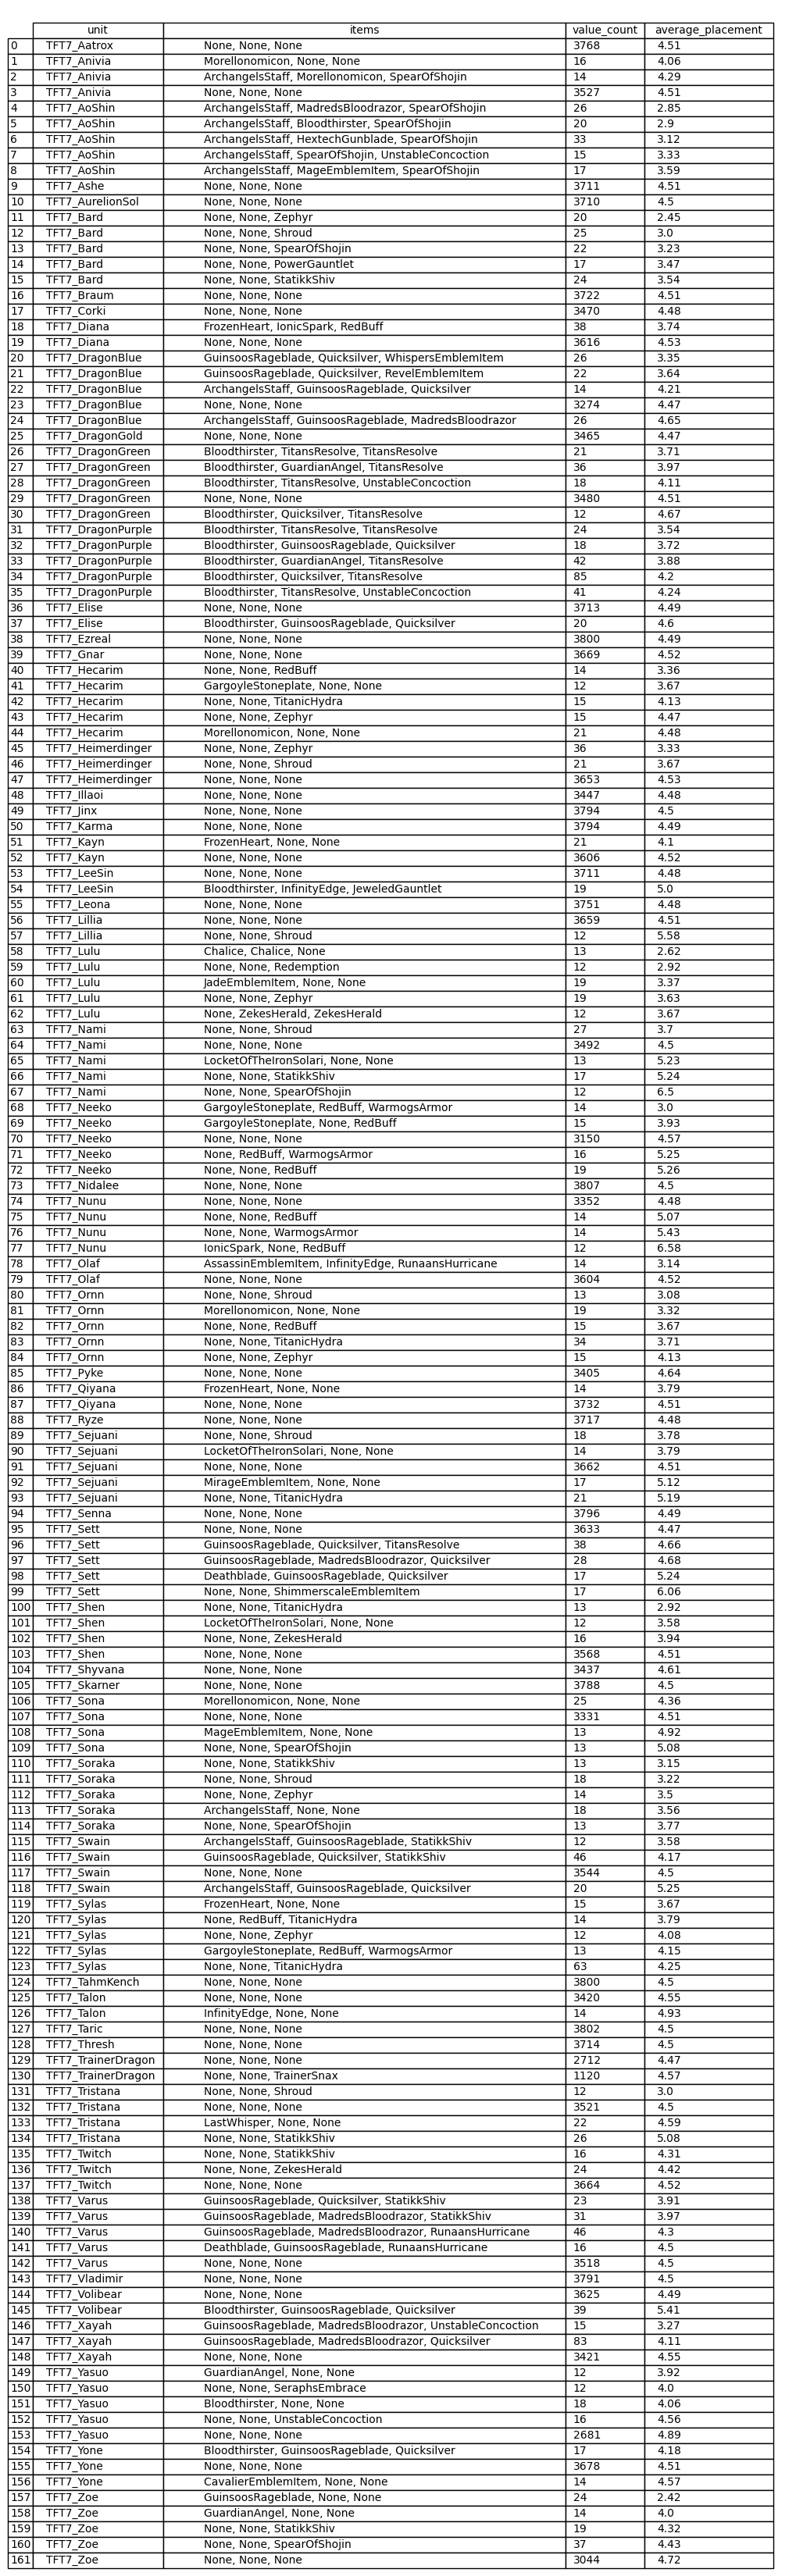 unit items value_count average_placement
0 TFT7_Aatrox None, None, None 3768 4.51
1 TFT7_Anivia Morellonomicon, None, None 16 4.06
2 TFT7_Anivia ArchangelsStaff, Morellonomicon, SpearOfShojin 14 4.29
3 TFT7_Anivia None, None, None 3527 4.51
4 TFT7_AoShin ArchangelsStaff, MadredsBloodrazor, SpearOfShojin 26 2.85
5 TFT7_AoShin ArchangelsStaff, Bloodthirster, SpearOfShojin 20 2.9
6 TFT7_AoShin ArchangelsStaff, HextechGunblade, SpearOfShojin 33 3.12
7 TFT7_AoShin ArchangelsStaff, SpearOfShojin, UnstableConcoction 15 3.33
8 TFT7_AoShin ArchangelsStaff, MageEmblemItem, SpearOfShojin 17 3.59
9 TFT7_Ashe None, None, None 3711 4.51
10 TFT7_AurelionSol None, None, None 3710 4.5
11 TFT7_Bard None, None, Zephyr 20 2.45
12 TFT7_Bard None, None, Shroud 25 3.0
13 TFT7_Bard None, None, SpearOfShojin 22 3.23
14 TFT7_Bard None, None, PowerGauntlet 17 3.47
15 TFT7_Bard None, None, StatikkShiv 24 3.54
16 TFT7_Braum None, None, None 3722 4.51
17 TFT7_Corki None, None, None 3470 4.48
18 TFT7_Diana FrozenHeart, IonicSpark, RedBuff 38 3.74
19 TFT7_Diana None, None, None 3616 4.53
20 TFT7_DragonBlue GuinsoosRageblade, Quicksilver, WhispersEmblemItem 26 3.35
21 TFT7_DragonBlue GuinsoosRageblade, Quicksilver, RevelEmblemItem 22 3.64
22 TFT7_DragonBlue ArchangelsStaff, GuinsoosRageblade, Quicksilver 14 4.21
23 TFT7_DragonBlue None, None, None 3274 4.47
24 TFT7_DragonBlue ArchangelsStaff, GuinsoosRageblade, MadredsBloodrazor 26 4.65
25 TFT7_DragonGold None, None, None 3465 4.47
26 TFT7_DragonGreen Bloodthirster, TitansResolve, TitansResolve 21 3.71
27 TFT7_DragonGreen Bloodthirster, GuardianAngel, TitansResolve 36 3.97
28 TFT7_DragonGreen Bloodthirster, TitansResolve, UnstableConcoction 18 4.11
29 TFT7_DragonGreen None, None, None 3480 4.51
30 TFT7_DragonGreen Bloodthirster, Quicksilver, TitansResolve 12 4.67
31 TFT7_DragonPurple Bloodthirster, TitansResolve, TitansResolve 24 3.54
32 TFT7_DragonPurple Bloodthirster, GuinsoosRageblade, Quicksilver 18 3.72
33 TFT7_DragonPurple Bloodthirster, GuardianAngel, TitansResolve 42 3.88
34 TFT7_DragonPurple Bloodthirster, Quicksilver, TitansResolve 85 4.2
35 TFT7_DragonPurple Bloodthirster, TitansResolve, UnstableConcoction 41 4.24
36 TFT7_Elise None, None, None 3713 4.49
37 TFT7_Elise Bloodthirster, GuinsoosRageblade, Quicksilver 20 4.6
38 TFT7_Ezreal None, None, None 3800 4.49
39 TFT7_Gnar None, None, None 3669 4.52
40 TFT7_Hecarim None, None, RedBuff 14 3.36
41 TFT7_Hecarim GargoyleStoneplate, None, None 12 3.67
42 TFT7_Hecarim None, None, TitanicHydra 15 4.13
43 TFT7_Hecarim None, None, Zephyr 15 4.47
44 TFT7_Hecarim Morellonomicon, None, None 21 4.48
45 TFT7_Heimerdinger None, None, Zephyr 36 3.33
46 TFT7_Heimerdinger None, None, Shroud 21 3.67
47 TFT7_Heimerdinger None, None, None 3653 4.53
48 TFT7_Illaoi None, None, None 3447 4.48
49 TFT7_Jinx None, None, None 3794 4.5
50 TFT7_Karma None, None, None 3794 4.49
51 TFT7_Kayn FrozenHeart, None, None 21 4.1
52 TFT7_Kayn None, None, None 3606 4.52
53 TFT7_LeeSin None, None, None 3711 4.48
54 TFT7_LeeSin Bloodthirster, InfinityEdge, JeweledGauntlet 19 5.0
55 TFT7_Leona None, None, None 3751 4.48
56 TFT7_Lillia None, None, None 3659 4.51
57 TFT7_Lillia None, None, Shroud 12 5.58
58 TFT7_Lulu Chalice, Chalice, None 13 2.62
59 TFT7_Lulu None, None, Redemption 12 2.92
60 TFT7_Lulu JadeEmblemItem, None, None 19 3.37
61 TFT7_Lulu None, None, Zephyr 19 3.63
62 TFT7_Lulu None, ZekesHerald, ZekesHerald 12 3.67
63 TFT7_Nami None, None, Shroud 27 3.7
64 TFT7_Nami None, None, None 3492 4.5
65 TFT7_Nami LocketOfTheIronSolari, None, None 13 5.23
66 TFT7_Nami None, None, StatikkShiv 17 5.24
67 TFT7_Nami None, None, SpearOfShojin 12 6.5
68 TFT7_Neeko GargoyleStoneplate, RedBuff, WarmogsArmor 14 3.0
69 TFT7_Neeko GargoyleStoneplate, None, RedBuff 15 3.93
70 TFT7_Neeko None, None, None 3150 4.57
71 TFT7_Neeko None, RedBuff, WarmogsArmor 16 5.25
72 TFT7_Neeko None, None, RedBuff 19 5.26
73 TFT7_Nidalee None, None, None 3807 4.5
74 TFT7_Nunu None, None, None 3352 4.48
75 TFT7_Nunu None, None, RedBuff 14 5.07
76 TFT7_Nunu None, None, WarmogsArmor 14 5.43
77 TFT7_Nunu IonicSpark, None, RedBuff 12 6.58
78 TFT7_Olaf AssassinEmblemItem, InfinityEdge, RunaansHurricane 14 3.14
79 TFT7_Olaf None, None, None 3604 4.52
80 TFT7_Ornn None, None, Shroud 13 3.08
81 TFT7_Ornn Morellonomicon, None, None 19 3.32
82 TFT7_Ornn None, None, RedBuff 15 3.67
83 TFT7_Ornn None, None, TitanicHydra 34 3.71
84 TFT7_Ornn None, None, Zephyr 15 4.13
85 TFT7_Pyke None, None, None 3405 4.64
86 TFT7_Qiyana FrozenHeart, None, None 14 3.79
87 TFT7_Qiyana None, None, None 3732 4.51
88 TFT7_Ryze None, None, None 3717 4.48
89 TFT7_Sejuani None, None, Shroud 18 3.78
90 TFT7_Sejuani LocketOfTheIronSolari, None, None 14 3.79
91 TFT7_Sejuani None, None, None 3662 4.51
92 TFT7_Sejuani MirageEmblemItem, None, None 17 5.12
93 TFT7_Sejuani None, None, TitanicHydra 21 5.19
94 TFT7_Senna None, None, None 3796 4.49
95 TFT7_Sett None, None, None 3633 4.47
96 TFT7_Sett GuinsoosRageblade, Quicksilver, TitansResolve 38 4.66
97 TFT7_Sett GuinsoosRageblade, MadredsBloodrazor, Quicksilver 28 4.68
98 TFT7_Sett Deathblade, GuinsoosRageblade, Quicksilver 17 5.24
99 TFT7_Sett None, None, ShimmerscaleEmblemItem 17 6.06
100 TFT7_Shen None, None, TitanicHydra 13 2.92
101 TFT7_Shen LocketOfTheIronSolari, None, None 12 3.58
102 TFT7_Shen None, None, ZekesHerald 16 3.94
103 TFT7_Shen None, None, None 3568 4.51
104 TFT7_Shyvana None, None, None 3437 4.61
105 TFT7_Skarner None, None, None 3788 4.5
106 TFT7_Sona Morellonomicon, None, None 25 4.36
107 TFT7_Sona None, None, None 3331 4.51
108 TFT7_Sona MageEmblemItem, None, None 13 4.92
109 TFT7_Sona None, None, SpearOfShojin 13 5.08
110 TFT7_Soraka None, None, StatikkShiv 13 3.15
111 TFT7_Soraka None, None, Shroud 18 3.22
112 TFT7_Soraka None, None, Zephyr 14 3.5
113 TFT7_Soraka ArchangelsStaff, None, None 18 3.56
114 TFT7_Soraka None, None, SpearOfShojin 13 3.77
115 TFT7_Swain ArchangelsStaff, GuinsoosRageblade, StatikkShiv 12 3.58
116 TFT7_Swain GuinsoosRageblade, Quicksilver, StatikkShiv 46 4.17
117 TFT7_Swain None, None, None 3544 4.5
118 TFT7_Swain ArchangelsStaff, GuinsoosRageblade, Quicksilver 20 5.25
119 TFT7_Sylas FrozenHeart, None, None 15 3.67
120 TFT7_Sylas None, RedBuff, TitanicHydra 14 3.79
121 TFT7_Sylas None, None, Zephyr 12 4.08
122 TFT7_Sylas GargoyleStoneplate, RedBuff, WarmogsArmor 13 4.15
123 TFT7_Sylas None, None, TitanicHydra 63 4.25
124 TFT7_TahmKench None, None, None 3800 4.5
125 TFT7_Talon None, None, None 3420 4.55
126 TFT7_Talon InfinityEdge, None, None 14 4.93
127 TFT7_Taric None, None, None 3802 4.5
128 TFT7_Thresh None, None, None 3714 4.5
129 TFT7_TrainerDragon None, None, None 2712 4.47
130 TFT7_TrainerDragon None, None, TrainerSnax 1120 4.57
131 TFT7_Tristana None, None, Shroud 12 3.0
132 TFT7_Tristana None, None, None 3521 4.5
133 TFT7_Tristana LastWhisper, None, None 22 4.59
134 TFT7_Tristana None, None, StatikkShiv 26 5.08
135 TFT7_Twitch None, None, StatikkShiv 16 4.31
136 TFT7_Twitch None, None, ZekesHerald 24 4.42
137 TFT7_Twitch None, None, None 3664 4.52
138 TFT7_Varus GuinsoosRageblade, Quicksilver, StatikkShiv 23 3.91
139 TFT7_Varus GuinsoosRageblade, MadredsBloodrazor, StatikkShiv 31 3.97
140 TFT7_Varus GuinsoosRageblade, MadredsBloodrazor, RunaansHurricane 46 4.3
141 TFT7_Varus Deathblade, GuinsoosRageblade, RunaansHurricane 16 4.5
142 TFT7_Varus None, None, None 3518 4.5
143 TFT7_Vladimir None, None, None 3791 4.5
144 TFT7_Volibear None, None, None 3625 4.49
145 TFT7_Volibear Bloodthirster, GuinsoosRageblade, Quicksilver 39 5.41
146 TFT7_Xayah GuinsoosRageblade, MadredsBloodrazor, UnstableConcoction 15 3.27
147 TFT7_Xayah GuinsoosRageblade, MadredsBloodrazor, Quicksilver 83 4.11
148 TFT7_Xayah None, None, None 3421 4.55
149 TFT7_Yasuo GuardianAngel, None, None 12 3.92
150 TFT7_Yasuo None, None, SeraphsEmbrace 12 4.0
151 TFT7_Yasuo Bloodthirster, None, None 18 4.06
152 TFT7_Yasuo None, None, UnstableConcoction 16 4.56
153 TFT7_Yasuo None, None, None 2681 4.89
154 TFT7_Yone Bloodthirster, GuinsoosRageblade, Quicksilver 17 4.18
155 TFT7_Yone None, None, None 3678 4.51
156 TFT7_Yone CavalierEmblemItem, None, None 14 4.57
157 TFT7_Zoe GuinsoosRageblade, None, None 24 2.42
158 TFT7_Zoe GuardianAngel, None, None 14 4.0
159 TFT7_Zoe None, None, StatikkShiv 19 4.32
160 TFT7_Zoe None, None, SpearOfShojin 37 4.43
161 TFT7_Zoe None, None, None 3044 4.72